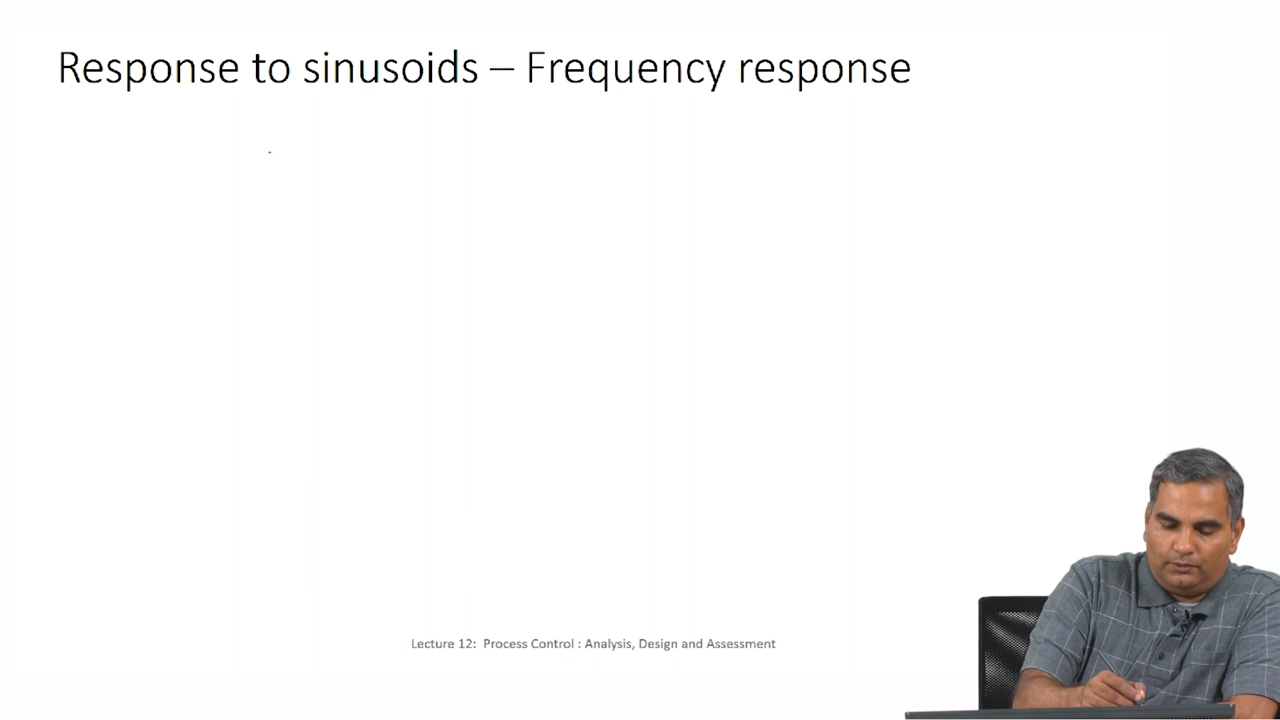 Response to sinusoids – Frequency response
Lecture 12:  Process Control : Analysis, Design and Assessment